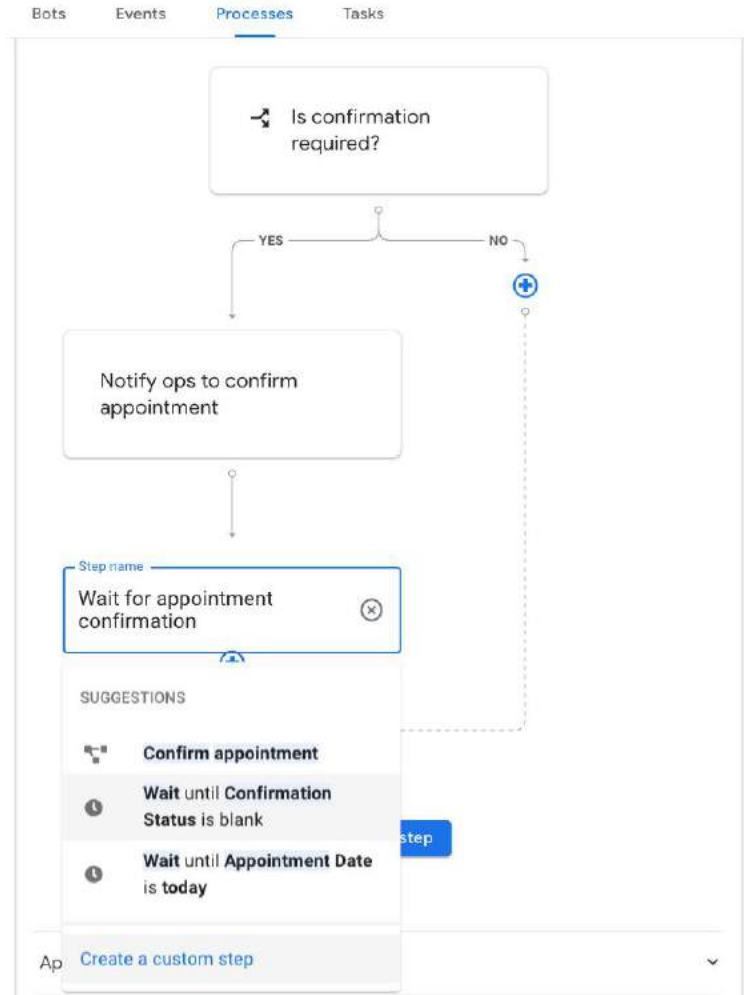 Bots Events Processes Tasks
Is confirmation
required?
YES NO
Notify ops to confirm
appointment
Step name
Wait for appointment
confirmation
SUGGESTIONS
Confirm appointment
Wait until Confirmation
Status is blank
step
Wait until Appointment Date
is today
Ap
Create a custom step